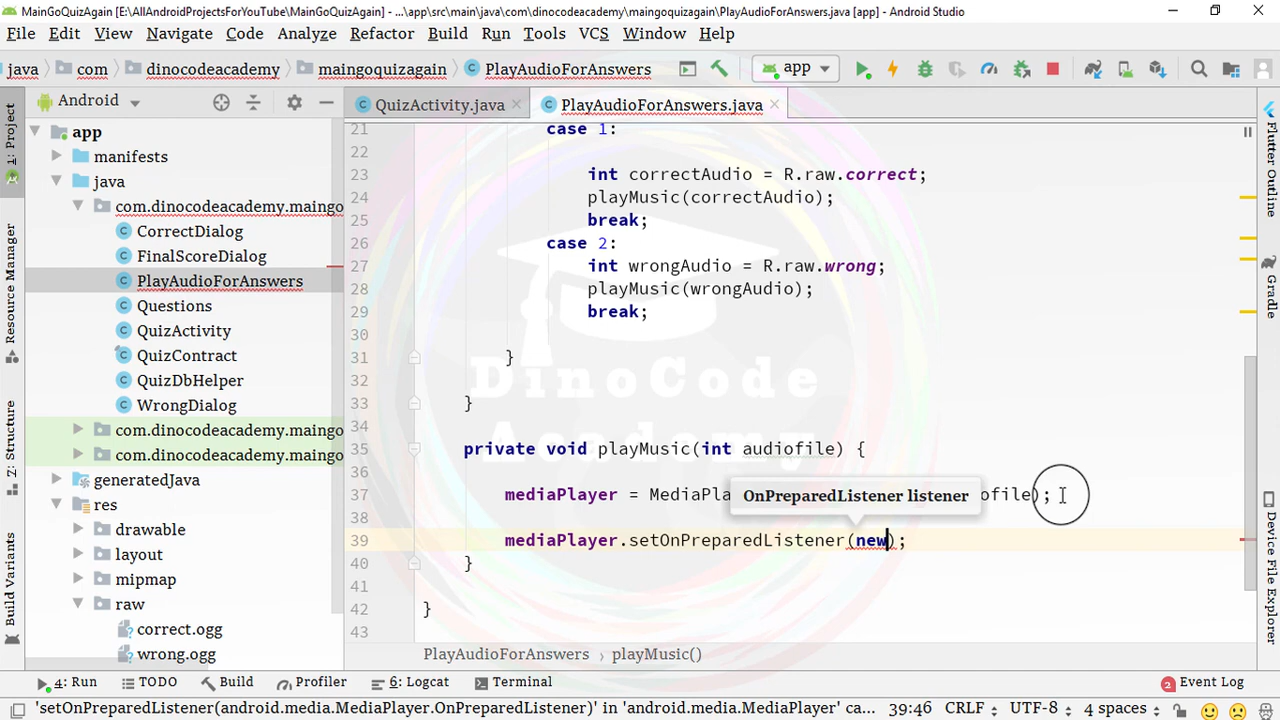 MainGoQuizAgain [E:\AllAndroidProjectsForYouTube\MainGoQuizAgain] - ...\app\src\main\java\com\dinocodeacademy\maingoquizagain\PlayAudioForAnswers.java [app] - Android Studio
File Edit View Navigate Code Analyze Refactor Build Run Tools VCS Window Help
java com dinocodeacademy maingoquizagain PlayAudioForAnswers app
Android QuizActivity.java PlayAudioForAnswers.java
1: Project
Resource Manager
Z: Structure
Build Variants
app
manifests
java
com.dinocodeacademy.maingo
CorrectDialog
FinalScoreDialog
PlayAudioForAnswers
Questions
QuizActivity
QuizContract
QuizDbHelper
WrongDialog
com.dinocodeacademy.maingo
com.dinocodeacademy.maingo
generatedJava
res
drawable
layout
mipmap
raw
correct.ogg
wrong.ogg
21 case 1:
22
23 int correctAudio = R.raw.correct;
24 playMusic(correctAudio);
25 break;
26 case 2:
27 int wrongAudio = R.raw.wrong;
28 playMusic(wrongAudio);
29 break;
30
31 }
32
33 }
35 private void playMusic(int audiofile) {
36
37 mediaPlayer = MediaPla ofile);
OnPreparedListener listener
38
39 mediaPlayer.setOnPreparedListener(new);
40 }
41
42 }
43
DinoCode
Academy
PlayAudioForAnswers › playMusic()
Flutter Outline
Gradle
Device File Explorer
4: Run TODO Build Profiler 6: Logcat Terminal 2 Event Log
'setOnPreparedListener(android.media.MediaPlayer.OnPreparedListener)' in 'android.media.MediaPlayer' ca... 39:46 CRLF UTF-8 4 spaces